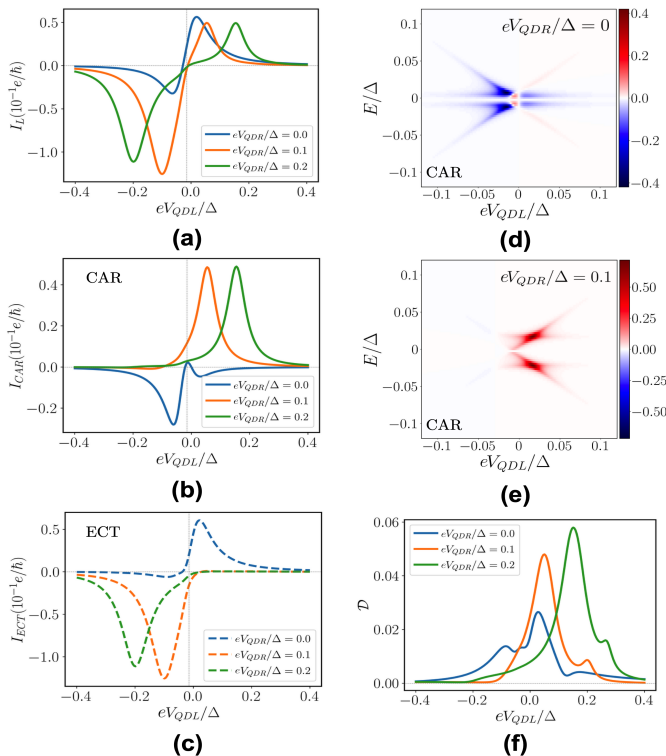 I_L(10^{-1}e/ℏ)
0.5
0.0
−0.5
−1.0
eV_{QDR}/Δ = 0.0
eV_{QDR}/Δ = 0.1
eV_{QDR}/Δ = 0.2
−0.4 −0.2 0.0 0.2 0.4
eV_{QDL}/Δ
(a)
eV_{QDR}/Δ = 0
E/Δ
0.1
0.05
0
−0.05
−0.1
CAR
−0.1 −0.05 0 0.05 0.1
eV_{QDL}/Δ
0.4
0.2
0.0
−0.2
−0.4
(d)
CAR
I_{CAR}(10^{-1}e/ℏ)
0.4
0.2
0.0
−0.2
eV_{QDR}/Δ = 0.0
eV_{QDR}/Δ = 0.1
eV_{QDR}/Δ = 0.2
−0.4 −0.2 0.0 0.2 0.4
eV_{QDL}/Δ
(b)
eV_{QDR}/Δ = 0.1
E/Δ
0.1
0.05
0
−0.05
−0.1
CAR
−0.1 −0.05 0 0.05 0.1
eV_{QDL}/Δ
0.50
0.25
0.00
−0.25
−0.50
(e)
ECT
I_{ECT}(10^{-1}e/ℏ)
0.5
0.0
−0.5
−1.0
eV_{QDR}/Δ = 0.0
eV_{QDR}/Δ = 0.1
eV_{QDR}/Δ = 0.2
−0.4 −0.2 0.0 0.2 0.4
eV_{QDL}/Δ
(c)
𝒟
0.06
0.04
0.02
0.00
eV_{QDL}/Δ = 0.0
eV_{QDR}/Δ = 0.1
eV_{QDR}/Δ = 0.2
−0.4 −0.2 0.0 0.2 0.4
eV_{QDL}/Δ
(f)